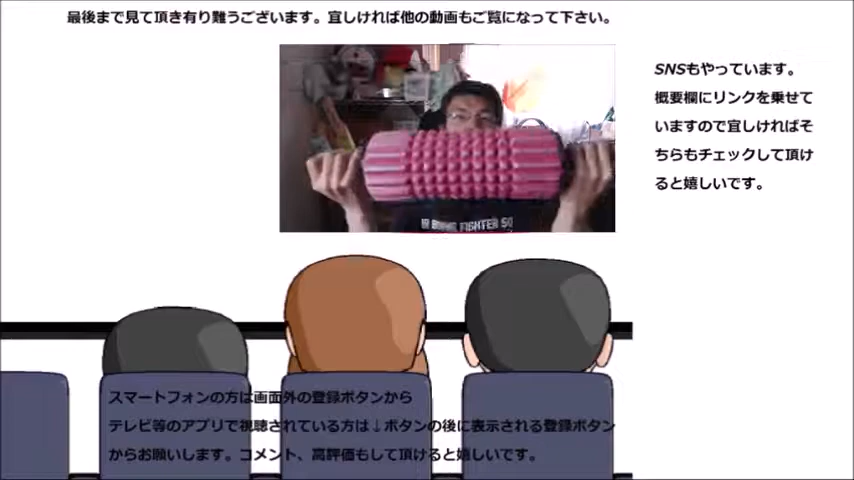 最後まで見て頂き有り難うございます。宜しければ他の動画もご覧になって下さい。
SNSもやっています。
概要欄にリンクを乗せて
いますので宜しければそ
ちらもチェックして頂け
ると嬉しいです。
FIGHTER
スマートフォンの方は画面外の登録ボタンから
テレビ等のアプリで視聴されている方は↓ボタンの後に表示される登録ボタン
からお願いします。コメント、高評価もして頂けると嬉しいです。